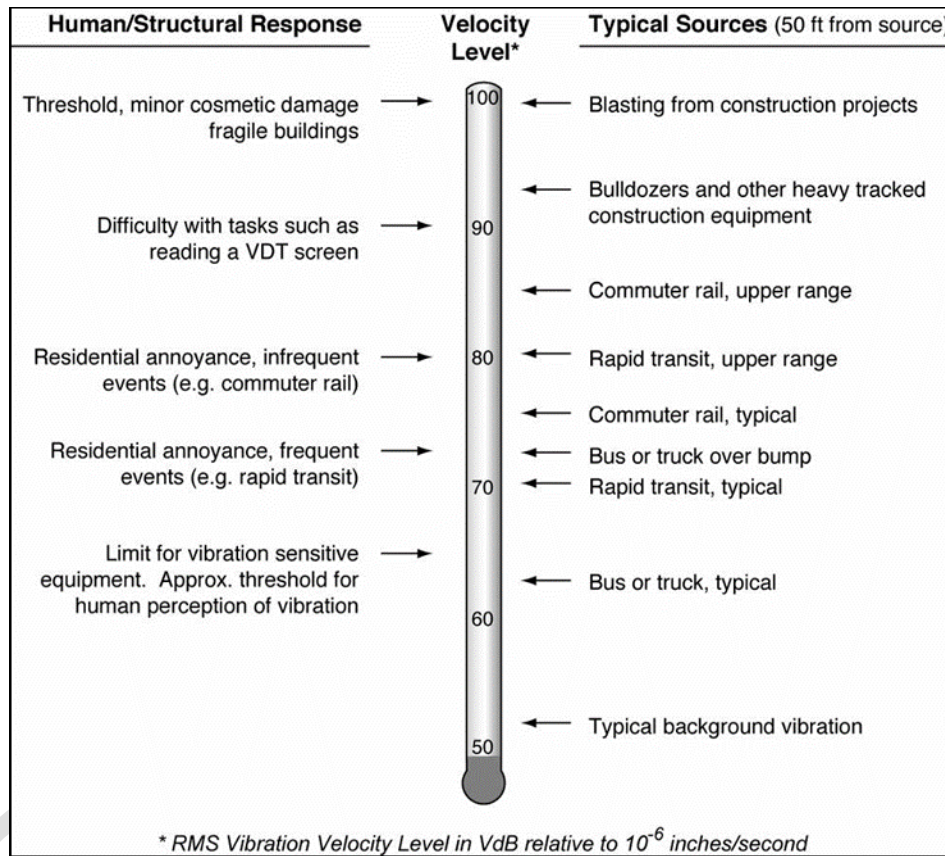 Human/Structural Response
Velocity
Level*
Typical Sources (50 ft from source)
Threshold, minor cosmetic damage
fragile buildings
100
Blasting from construction projects
Bulldozers and other heavy tracked
construction equipment
Difficulty with tasks such as
reading a VDT screen
90
Commuter rail, upper range
Residential annoyance, infrequent
events (e.g. commuter rail)
80
Rapid transit, upper range
Commuter rail, typical
Residential annoyance, frequent
events (e.g. rapid transit)
Bus or truck over bump
70
Rapid transit, typical
Limit for vibration sensitive
equipment. Approx. threshold for
human perception of vibration
Bus or truck, typical
60
Typical background vibration
50
* RMS Vibration Velocity Level in VdB relative to 10⁻⁶ inches/second